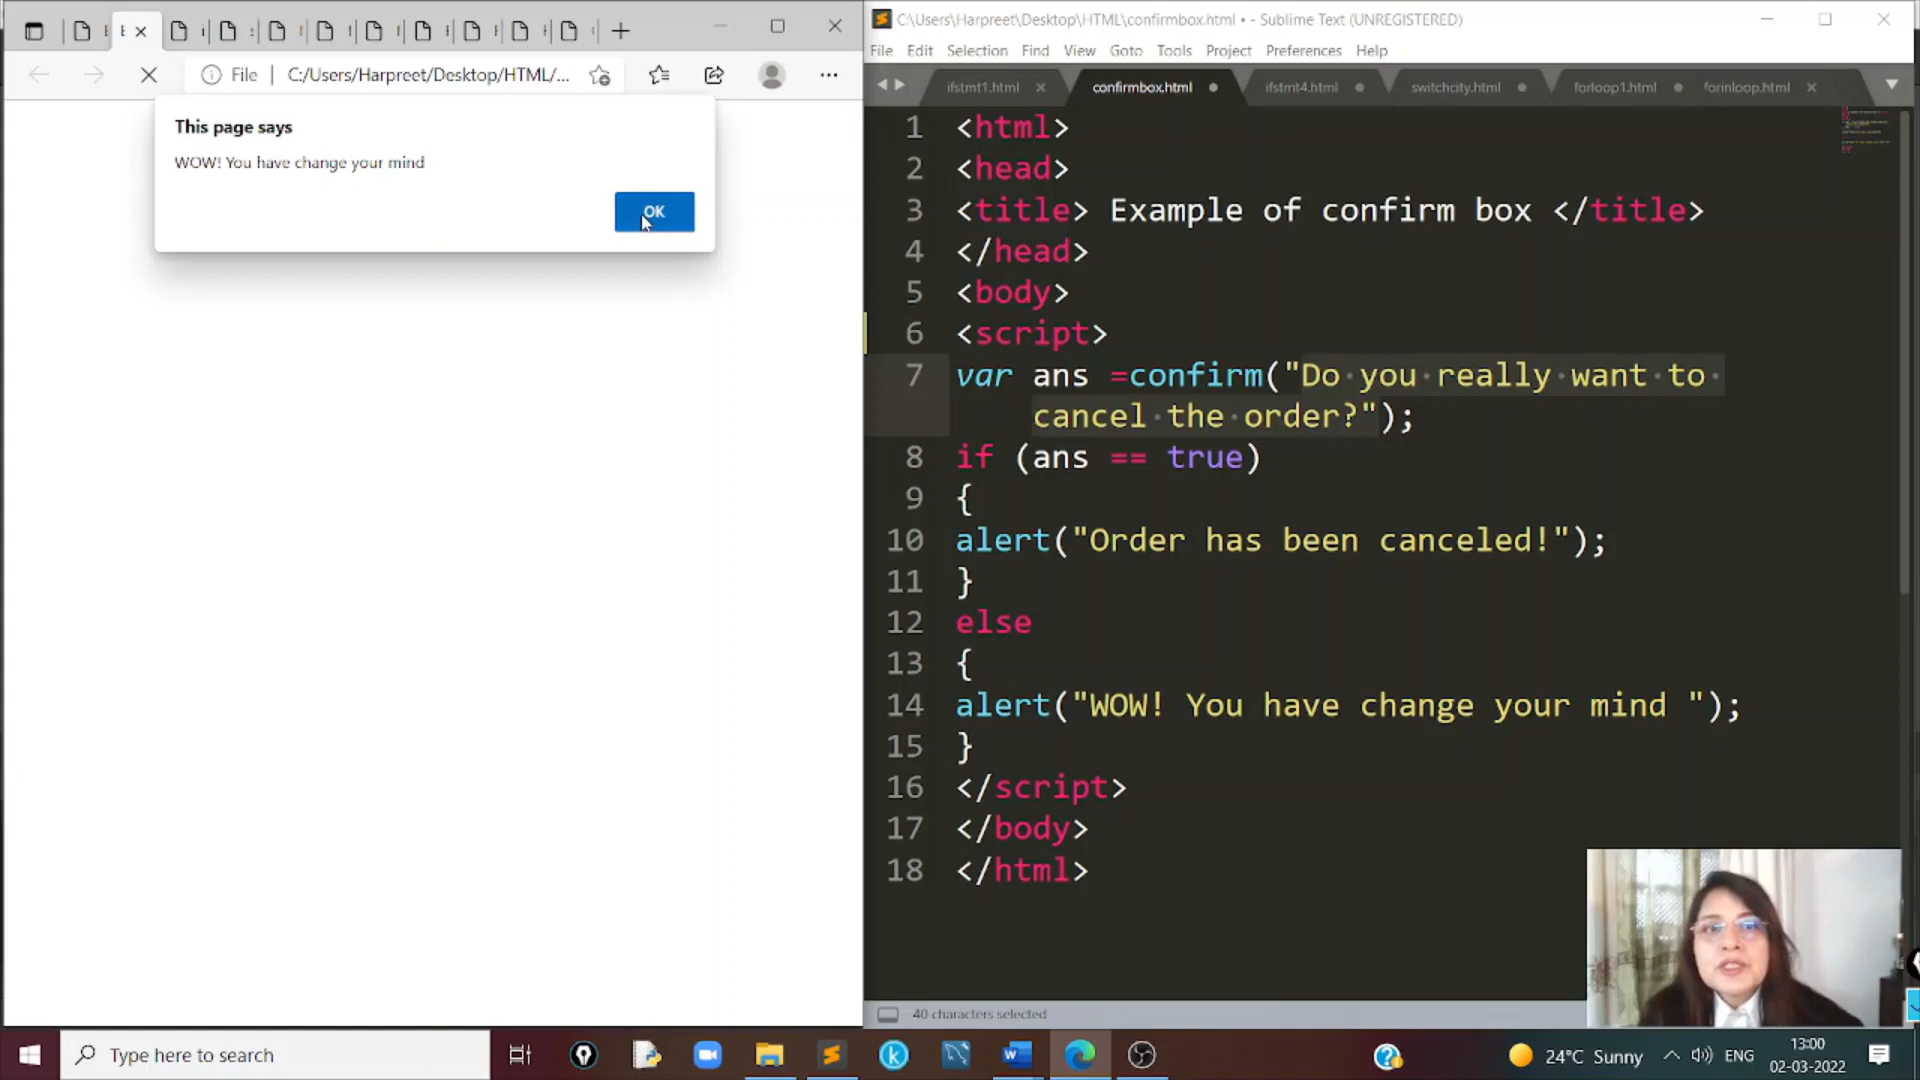 C:\Users\Harpreet\Desktop\HTML\confirmbox.html • - Sublime Text (UNREGISTERED)
File Edit Selection Find View Goto Tools Project Preferences Help
File C:/Users/Harpreet/Desktop/HTML/...
ifstmt1.html confirmbox.html ifstmt4.html switchcity.html forloop1.html forinloop.html
This page says
WOW! You have change your mind
OK
1 <html>
2 <head>
3 <title> Example of confirm box </title>
4 </head>
5 <body>
6 <script>
7 var ans =confirm("Do you really want to
cancel the order?");
8 if (ans == true)
9 {
10 alert("Order has been canceled!");
11 }
12 else
13 {
14 alert("WOW! You have change your mind ");
15 }
16 </script>
17 </body>
18 </html>
40 characters selected
Type here to search
24°C Sunny
ENG
13:00
02-03-2022